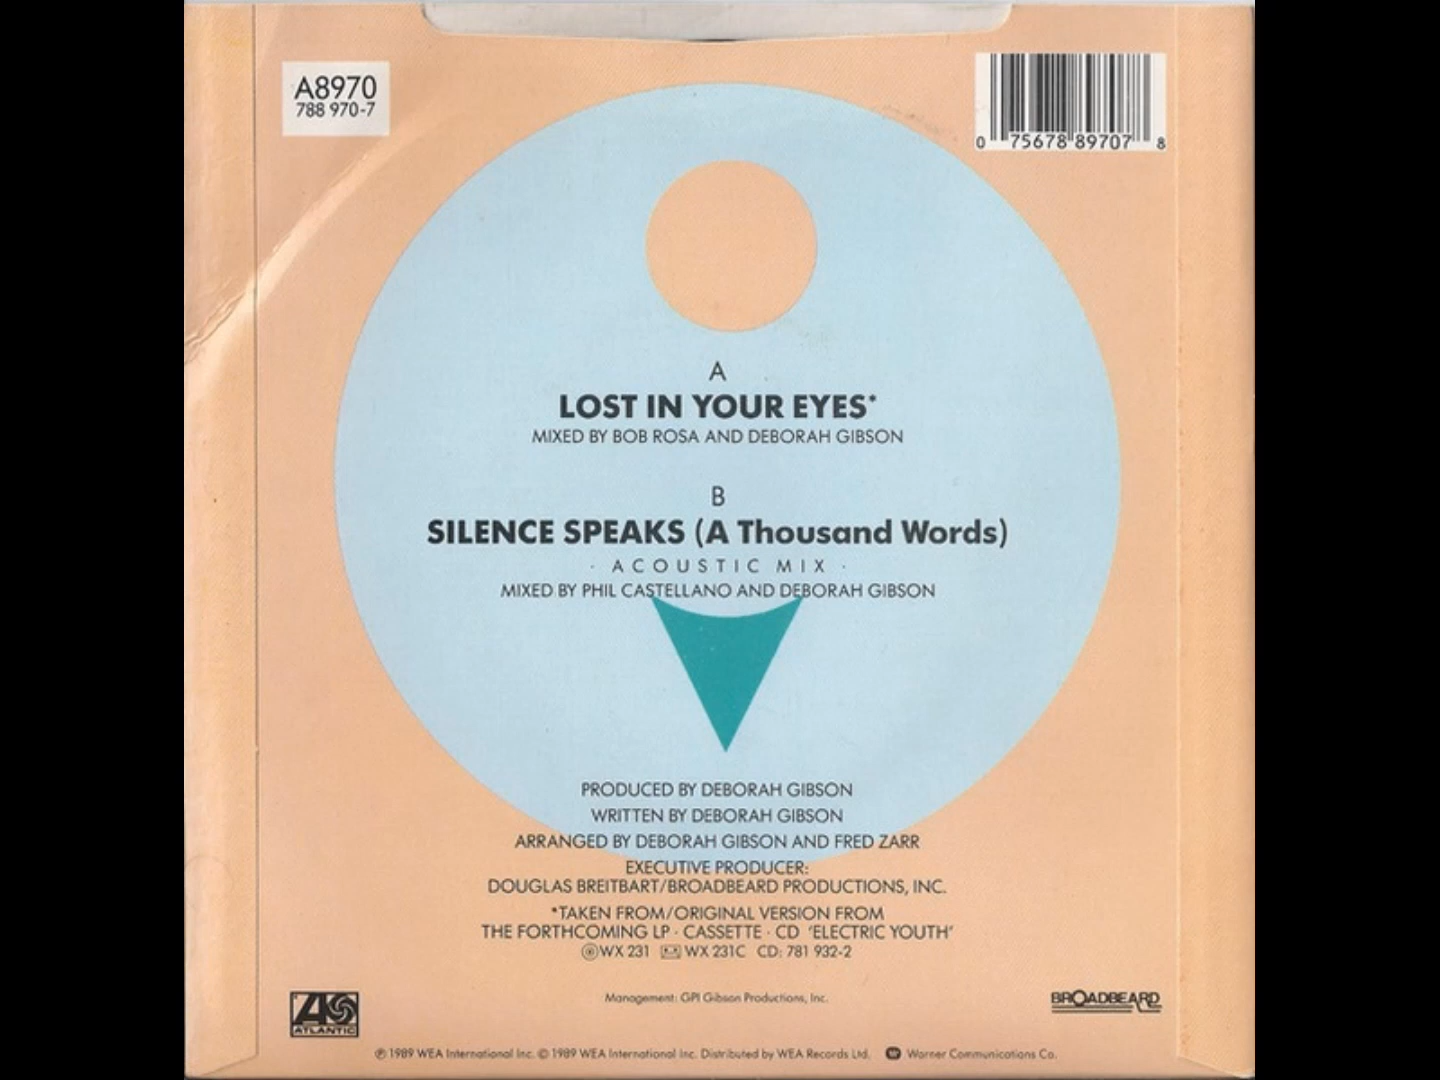 A8970
788 970-7
0 75678 89707 8
A
LOST IN YOUR EYES*
MIXED BY BOB ROSA AND DEBORAH GIBSON
B
SILENCE SPEAKS (A Thousand Words)
· ACOUSTIC MIX ·
MIXED BY PHIL CASTELLANO AND DEBORAH GIBSON
PRODUCED BY DEBORAH GIBSON
WRITTEN BY DEBORAH GIBSON
ARRANGED BY DEBORAH GIBSON AND FRED ZARR
EXECUTIVE PRODUCER:
DOUGLAS BREITBART/BROADBEARD PRODUCTIONS, INC.
*TAKEN FROM/ORIGINAL VERSION FROM
THE FORTHCOMING LP · CASSETTE · CD 'ELECTRIC YOUTH'
WX 231 WX 231C CD: 781 932-2
Management: GPI Gibson Productions, Inc.
ATLANTIC
BROADBEARD
℗ 1989 WEA International Inc. © 1989 WEA International Inc. Distributed by WEA Records Ltd. Warner Communications Co.